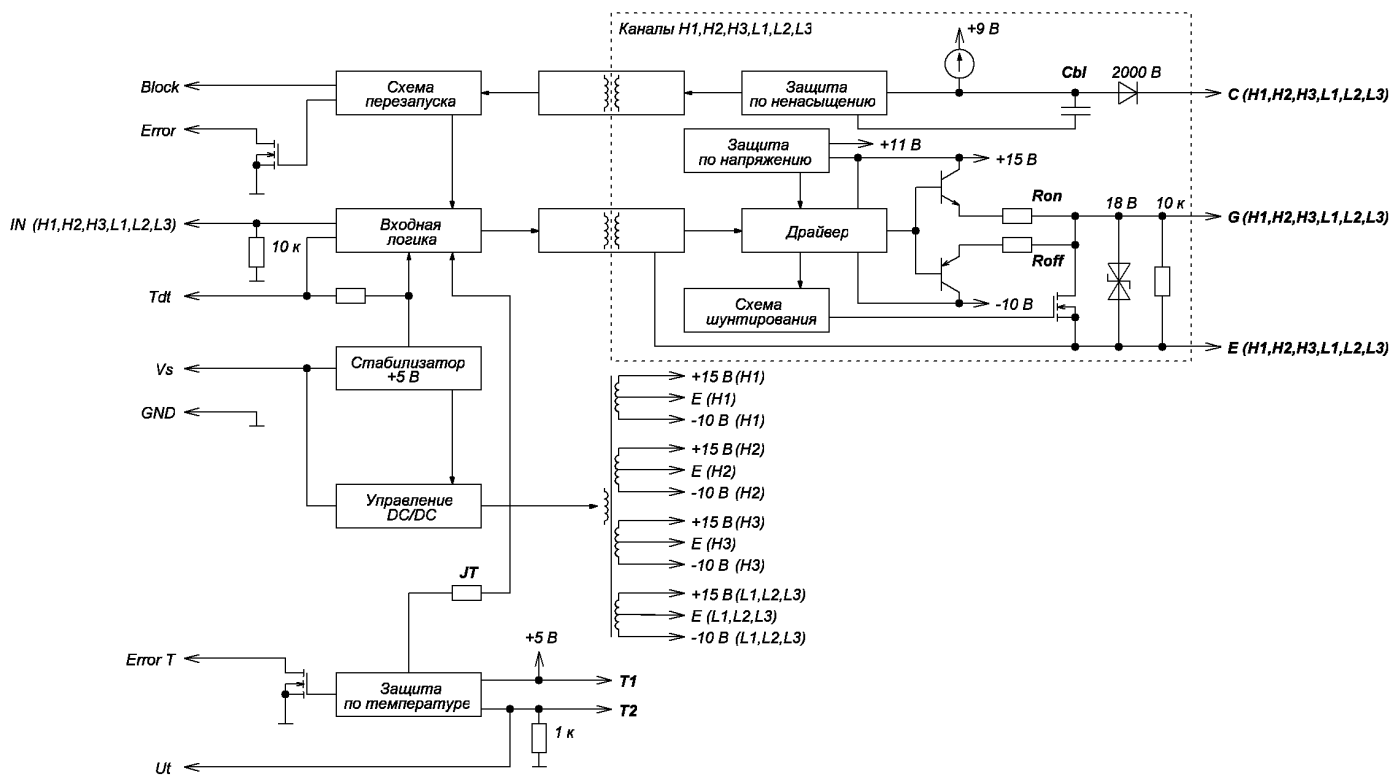 Каналы H1,H2,H3,L1,L2,L3
+9 В
Block
Схема
перезапуска
Защита
по ненасыщению
Cbl
2000 В
C (H1,H2,H3,L1,L2,L3)
Error
Защита
по напряжению
+11 В
+15 В
IN (H1,H2,H3,L1,L2,L3)
10 к
Входная
логика
Драйвер
Ron
Roff
18 В
10 к
G (H1,H2,H3,L1,L2,L3)
Tdt
Схема
шунтирования
-10 В
E (H1,H2,H3,L1,L2,L3)
Vs
Стабилизатор
+5 В
GND
+15 В (H1)
E (H1)
-10 В (H1)
+15 В (H2)
E (H2)
-10 В (H2)
Управление
DC/DC
+15 В (H3)
E (H3)
-10 В (H3)
JT
+15 В (L1,L2,L3)
E (L1,L2,L3)
-10 В (L1,L2,L3)
+5 В
Error T
Защита
по температуре
T1
T2
1 к
Ut